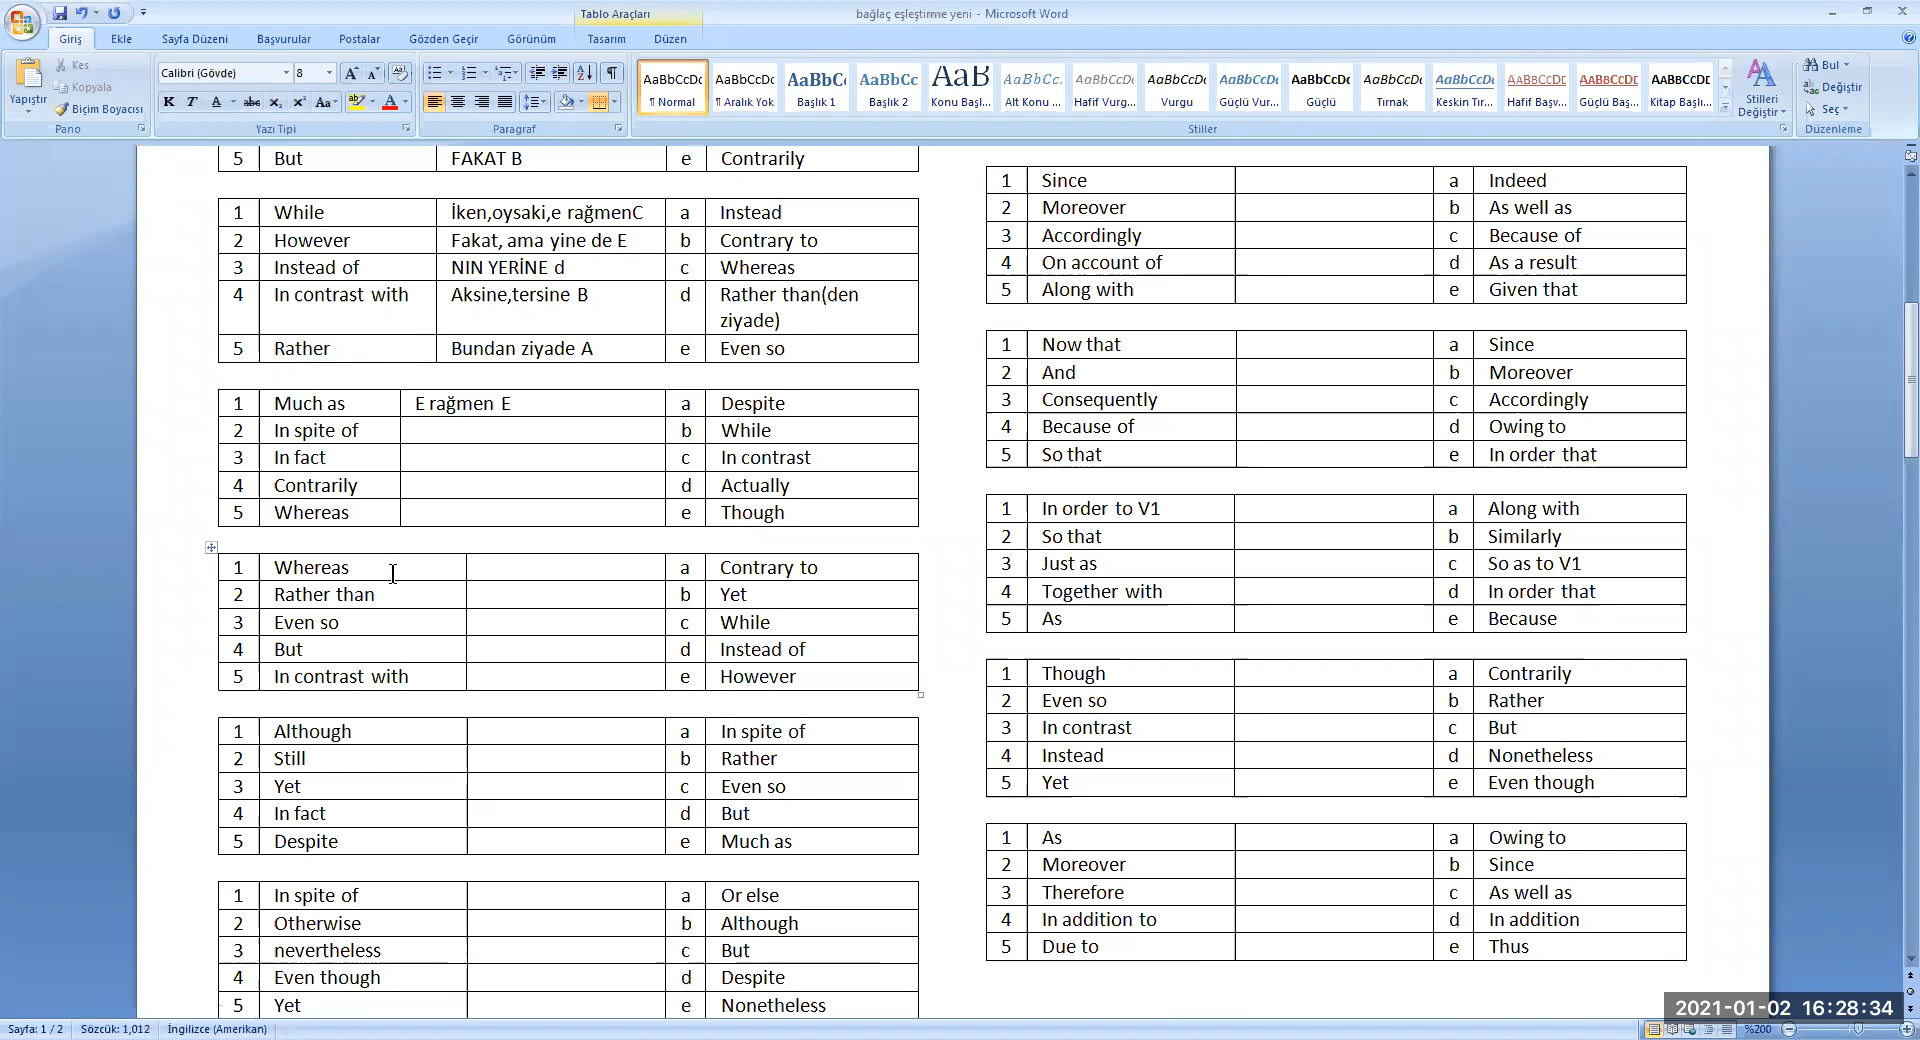 Tablo Araçları
bağlaç eşleştirme yeni - Microsoft Word
Giriş Ekle Sayfa Düzeni Başvurular Postalar Gözden Geçir Görünüm Tasarım Düzen
Yapıştır
Kes
Kopyala
Biçim Boyacısı
Pano
Calibri (Gövde) 8
K T A abc x₂ x² Aa
Yazı Tipi
Paragraf
AaBbCcDc AaBbCcDc AaBbC AaBbCc AaB AaBbCc. AaBbCcDc AaBbCcDc AaBbCcDc AaBbCcDc AaBbCcDc AaBbCcDc AABBCCDE AABBCCDE AABBCCDE
¶ Normal ¶ Aralık Yok Başlık 1 Başlık 2 Konu Başl... Alt Konu ... Hafif Vurg... Vurgu Güçlü Vur... Güçlü Tırnak Keskin Tır... Hafif Başv... Güçlü Baş... Kitap Başlı...
Stilleri Değiştir
Stiller
Bul
Değiştir
Seç
Düzenleme
5 But FAKAT B e Contrarily
1 While İken,oysaki,e rağmenC a Instead
2 However Fakat, ama yine de E b Contrary to
3 Instead of NIN YERİNE d c Whereas
4 In contrast with Aksine,tersine B d Rather than(den
ziyade)
5 Rather Bundan ziyade A e Even so
1 Much as E rağmen E a Despite
2 In spite of b While
3 In fact c In contrast
4 Contrarily d Actually
5 Whereas e Though
1 Whereas a Contrary to
2 Rather than b Yet
3 Even so c While
4 But d Instead of
5 In contrast with e However
1 Although a In spite of
2 Still b Rather
3 Yet c Even so
4 In fact d But
5 Despite e Much as
1 In spite of a Or else
2 Otherwise b Although
3 nevertheless c But
4 Even though d Despite
5 Yet e Nonetheless
1 Since a Indeed
2 Moreover b As well as
3 Accordingly c Because of
4 On account of d As a result
5 Along with e Given that
1 Now that a Since
2 And b Moreover
3 Consequently c Accordingly
4 Because of d Owing to
5 So that e In order that
1 In order to V1 a Along with
2 So that b Similarly
3 Just as c So as to V1
4 Together with d In order that
5 As e Because
1 Though a Contrarily
2 Even so b Rather
3 In contrast c But
4 Instead d Nonetheless
5 Yet e Even though
1 As a Owing to
2 Moreover b Since
3 Therefore c As well as
4 In addition to d In addition
5 Due to e Thus
2021-01-02 16:28:34
Sayfa: 1 / 2 Sözcük: 1,012 İngilizce (Amerikan) %200